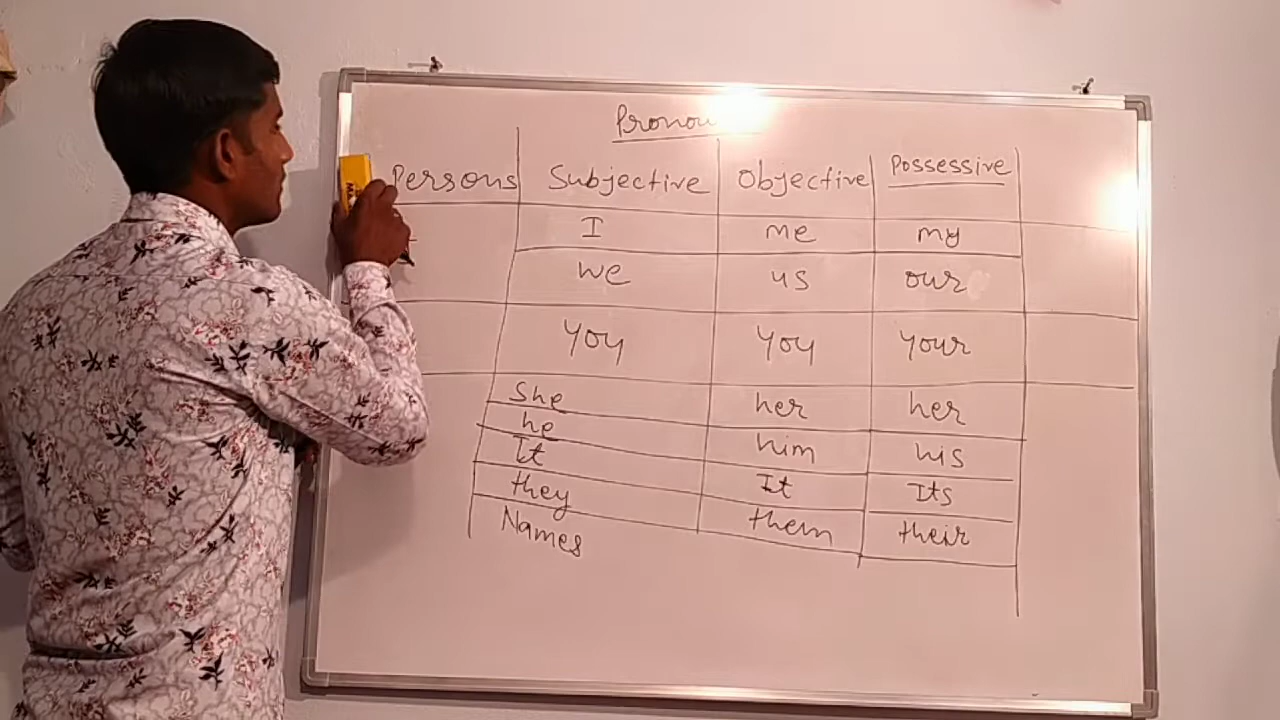 Pronou
Persons Subjective Objective Possessive
I me my
we us our
you you your
she her her
he him his
It It Its
they them their
Names